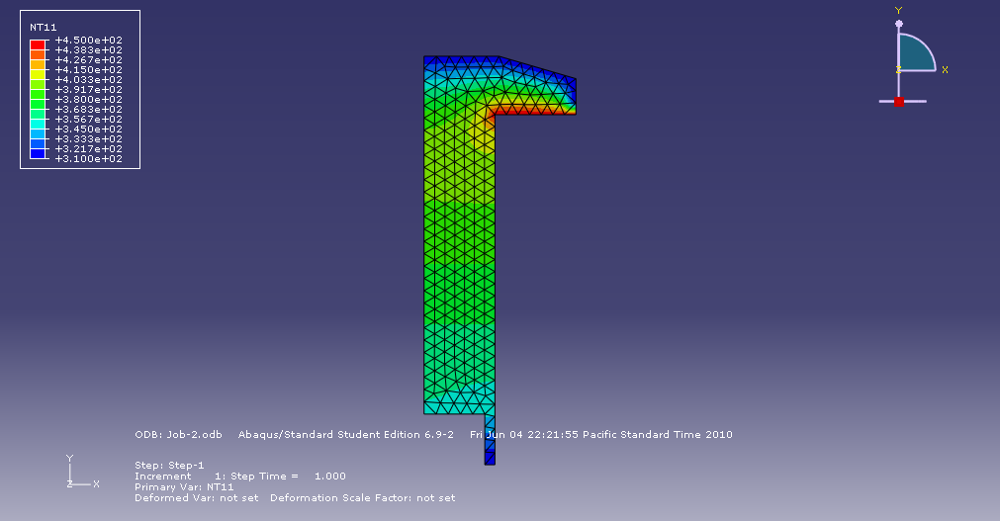 NT11
+4.500e+02
+4.383e+02
+4.267e+02
+4.150e+02
+4.033e+02
+3.917e+02
+3.800e+02
+3.683e+02
+3.567e+02
+3.450e+02
+3.333e+02
+3.217e+02
+3.100e+02
Y
Z X
ODB: Job-2.odb Abaqus/Standard Student Edition 6.9-2 Fri Jun 04 22:21:55 Pacific Standard Time 2010
Y
Z X
Step: Step-1
Increment 1: Step Time = 1.000
Primary Var: NT11
Deformed Var: not set Deformation Scale Factor: not set